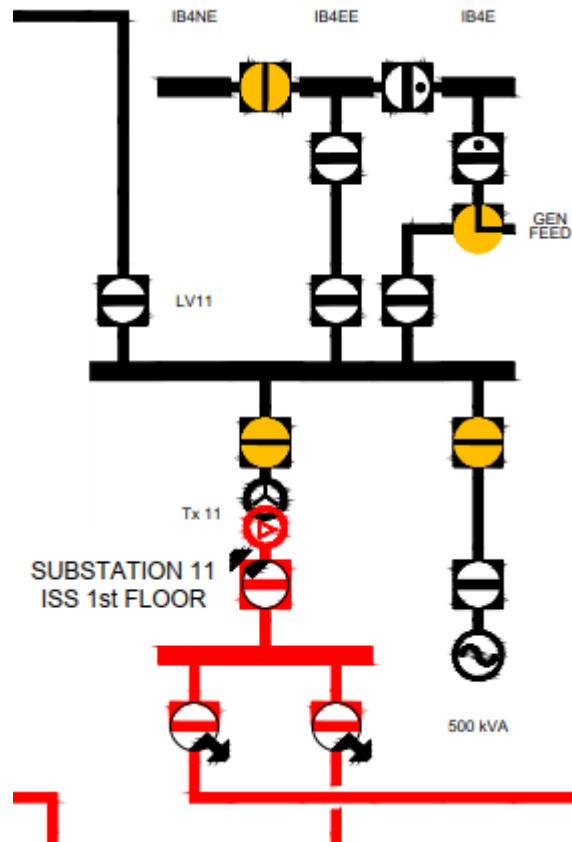 IB4NE
IB4EE
IB4E
GEN
FEED
LV11
Tx 11
SUBSTATION 11
ISS 1st FLOOR
500 kVA